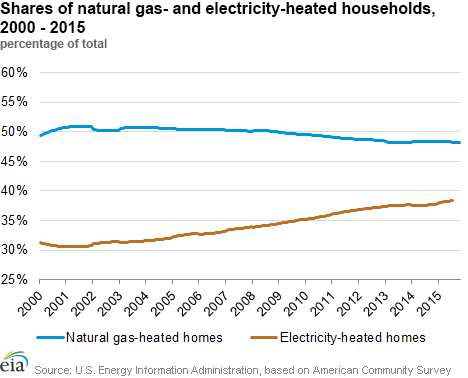 Shares of natural gas- and electricity-heated households,
2000 - 2015
percentage of total
60%
55%
50%
45%
40%
35%
30%
25%
2000 2001 2002 2003 2004 2005 2006 2007 2008 2009 2010 2011 2012 2013 2014 2015
Natural gas-heated homes Electricity-heated homes
eia Source: U.S. Energy Information Administration, based on American Community Survey